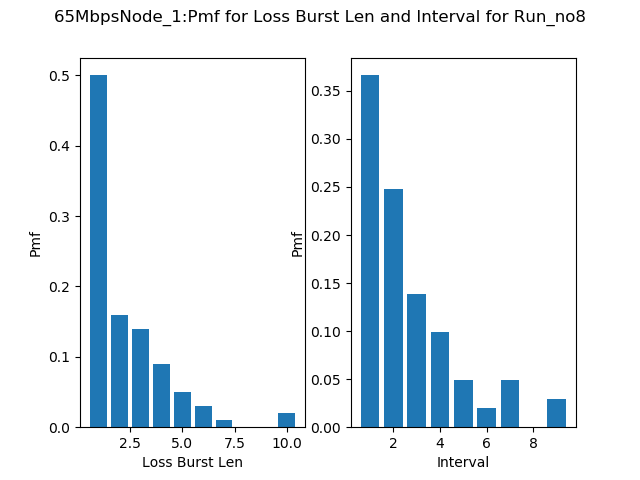 65MbpsNode_1:Pmf for Loss Burst Len and Interval for Run_no8
0.5
0.4
0.3
0.2
0.1
0.0
Pmf
2.5 5.0 7.5 10.0
Loss Burst Len
0.35
0.30
0.25
0.20
0.15
0.10
0.05
0.00
Pmf
2 4 6 8
Interval